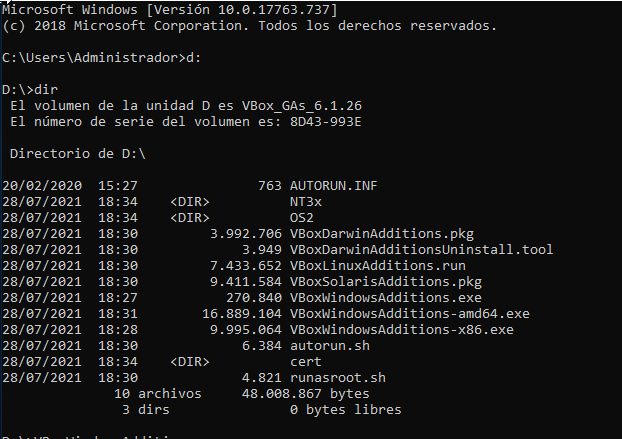 Microsoft Windows [Versión 10.0.17763.737]
(c) 2018 Microsoft Corporation. Todos los derechos reservados.
C:\Users\Administrador>d:
D:\>dir
El volumen de la unidad D es VBox_GAs_6.1.26
El número de serie del volumen es: 8D43-993E
Directorio de D:\
20/02/2020 15:27 763 AUTORUN.INF
28/07/2021 18:34 <DIR> NT3x
28/07/2021 18:34 <DIR> OS2
28/07/2021 18:30 3.992.706 VBoxDarwinAdditions.pkg
28/07/2021 18:30 3.949 VBoxDarwinAdditionsUninstall.tool
28/07/2021 18:30 7.433.652 VBoxLinuxAdditions.run
28/07/2021 18:30 9.411.584 VBoxSolarisAdditions.pkg
28/07/2021 18:27 270.840 VBoxWindowsAdditions.exe
28/07/2021 18:31 16.889.104 VBoxWindowsAdditions-amd64.exe
28/07/2021 18:28 9.995.064 VBoxWindowsAdditions-x86.exe
28/07/2021 18:30 6.384 autorun.sh
28/07/2021 18:34 <DIR> cert
28/07/2021 18:30 4.821 runasroot.sh
10 archivos 48.008.867 bytes
3 dirs 0 bytes libres